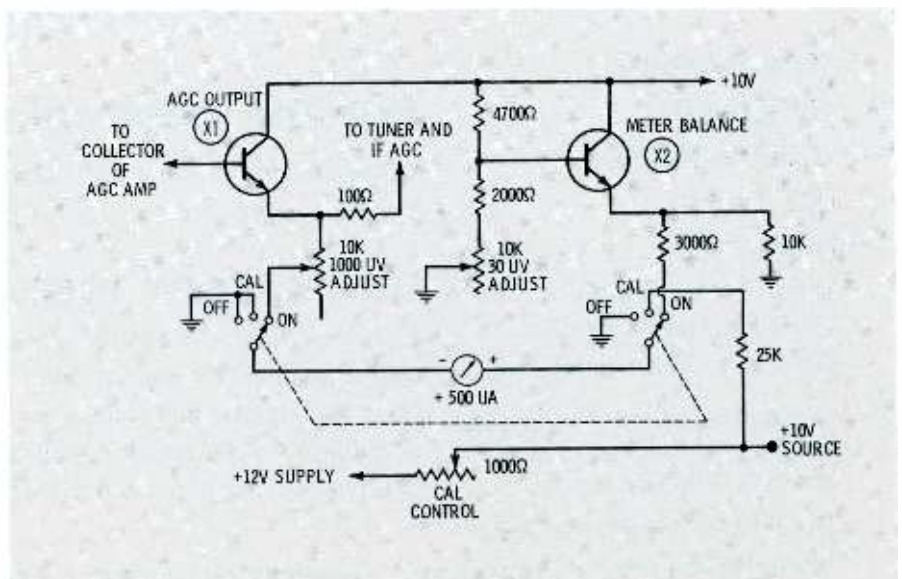 +10V
AGC OUTPUT
X1
4700Ω
METER BALANCE
X2
TO
COLLECTOR
OF
AGC AMP
TO TUNER AND
IF AGC
100Ω
2000Ω
10K
1000 UV
ADJUST
10K
30 UV
ADJUST
3000Ω
10K
CAL
OFF
ON
CAL
OFF
ON
25K
-
+
+ 500 UA
+10V
SOURCE
+12V SUPPLY
1000Ω
CAL
CONTROL